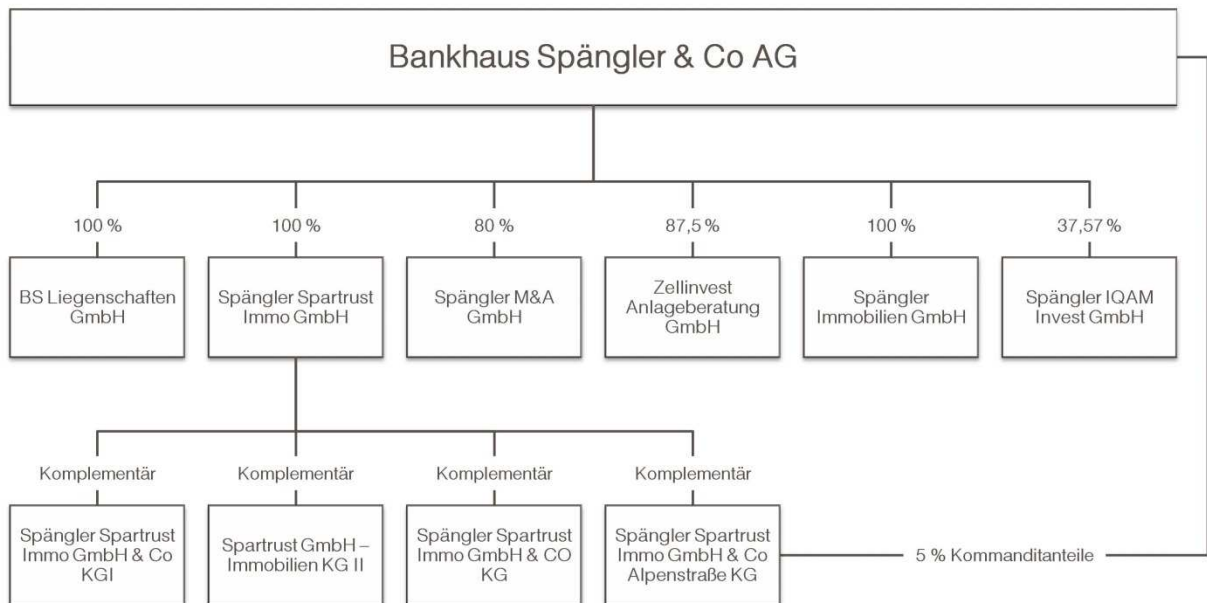 Bankhaus Spängler & Co AG
100 %
100 %
80 %
87,5 %
100 %
37,57 %
BS Liegenschaften
GmbH
Spängler Spartrust
Immo GmbH
Spängler M&A
GmbH
Zellinvest
Anlageberatung
GmbH
Spängler
Immobilien GmbH
Spängler IQAM
Invest GmbH
Komplementär
Komplementär
Komplementär
Komplementär
Spängler Spartrust
Immo GmbH & Co
KGI
Spartrust GmbH –
Immobilien KG II
Spängler Spartrust
Immo GmbH & CO
KG
Spängler Spartrust
Immo GmbH & Co
Alpenstraße KG
5 % Kommanditanteile